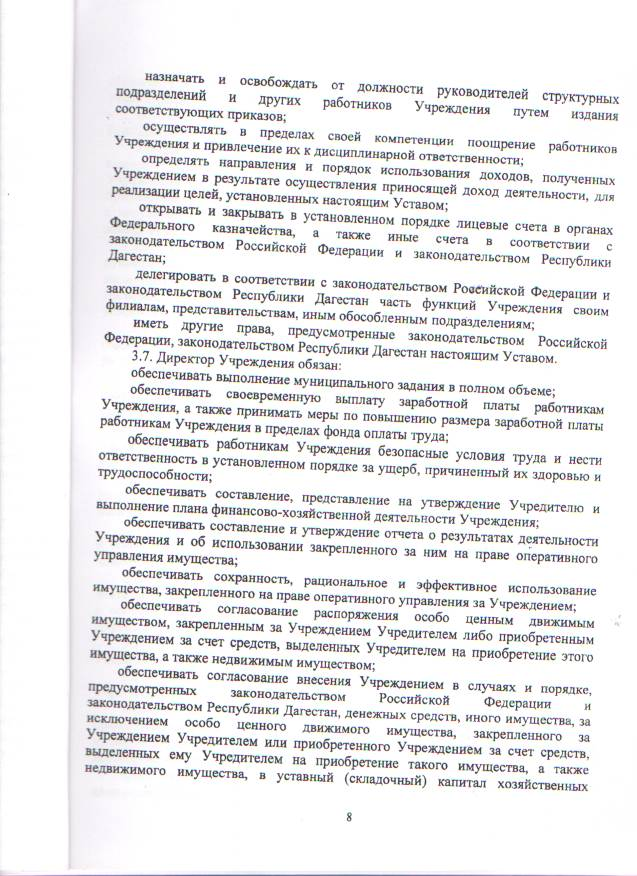 назначать и освобождать от должности руководителей структурных
подразделений и других работников Учреждения путем издания
соответствующих приказов;
осуществлять в пределах своей компетенции поощрение работников
Учреждения и привлечение их к дисциплинарной ответственности;
определять направления и порядок использования доходов, полученных
Учреждением в результате осуществления приносящей доход деятельности, для
реализации целей, установленных настоящим Уставом;
открывать и закрывать в установленном порядке лицевые счета в органах
Федерального казначейства, а также иные счета в соответствии с
законодательством Российской Федерации и законодательством Республики
Дагестан;
делегировать в соответствии с законодательством Российской Федерации и
законодательством Республики Дагестан часть функций Учреждения своим
филиалам, представительствам, иным обособленным подразделениям;
иметь другие права, предусмотренные законодательством Российской
Федерации, законодательством Республики Дагестан настоящим Уставом.
3.7. Директор Учреждения обязан:
обеспечивать выполнение муниципального задания в полном объеме;
обеспечивать своевременную выплату заработной платы работникам
Учреждения, а также принимать меры по повышению размера заработной платы
работникам Учреждения в пределах фонда оплаты труда;
обеспечивать работникам Учреждения безопасные условия труда и нести
ответственность в установленном порядке за ущерб, причиненный их здоровью и
трудоспособности;
обеспечивать составление, представление на утверждение Учредителю и
выполнение плана финансово-хозяйственной деятельности Учреждения;
обеспечивать составление и утверждение отчета о результатах деятельности
Учреждения и об использовании закрепленного за ним на праве оперативного
управления имущества;
обеспечивать сохранность, рациональное и эффективное использование
имущества, закрепленного на праве оперативного управления за Учреждением;
обеспечивать согласование распоряжения особо ценным движимым
имуществом, закрепленным за Учреждением Учредителем либо приобретенным
Учреждением за счет средств, выделенных Учредителем на приобретение этого
имущества, а также недвижимым имуществом;
обеспечивать согласование внесения Учреждением в случаях и порядке,
предусмотренных законодательством Российской Федерации и
законодательством Республики Дагестан, денежных средств, иного имущества, за
исключением особо ценного движимого имущества, закрепленного за
Учреждением Учредителем или приобретенного Учреждением за счет средств,
выделенных ему Учредителем на приобретение такого имущества, а также
недвижимого имущества, в уставный (складочный) капитал хозяйственных
8